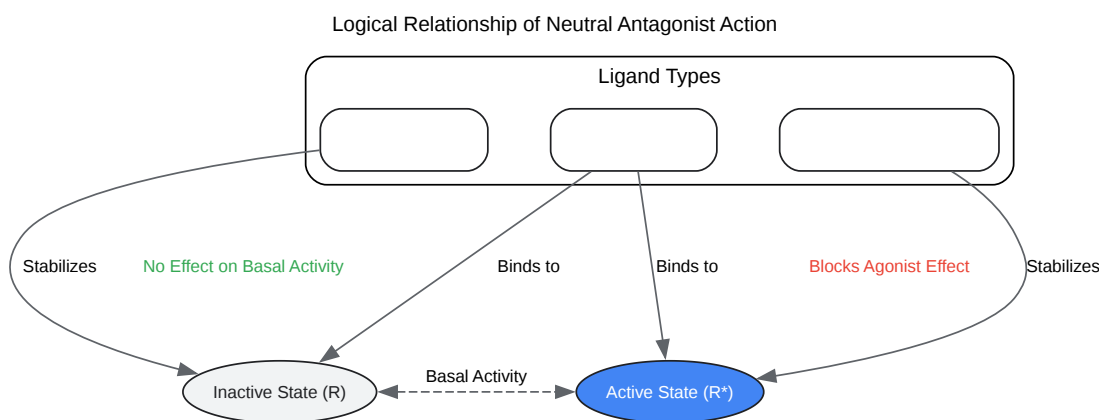 Logical Relationship of Neutral Antagonist Action
Ligand Types
Stabilizes
No Effect on Basal Activity
Binds to
Binds to
Blocks Agonist Effect
Stabilizes
Inactive State (R)
Basal Activity
Active State (R*)